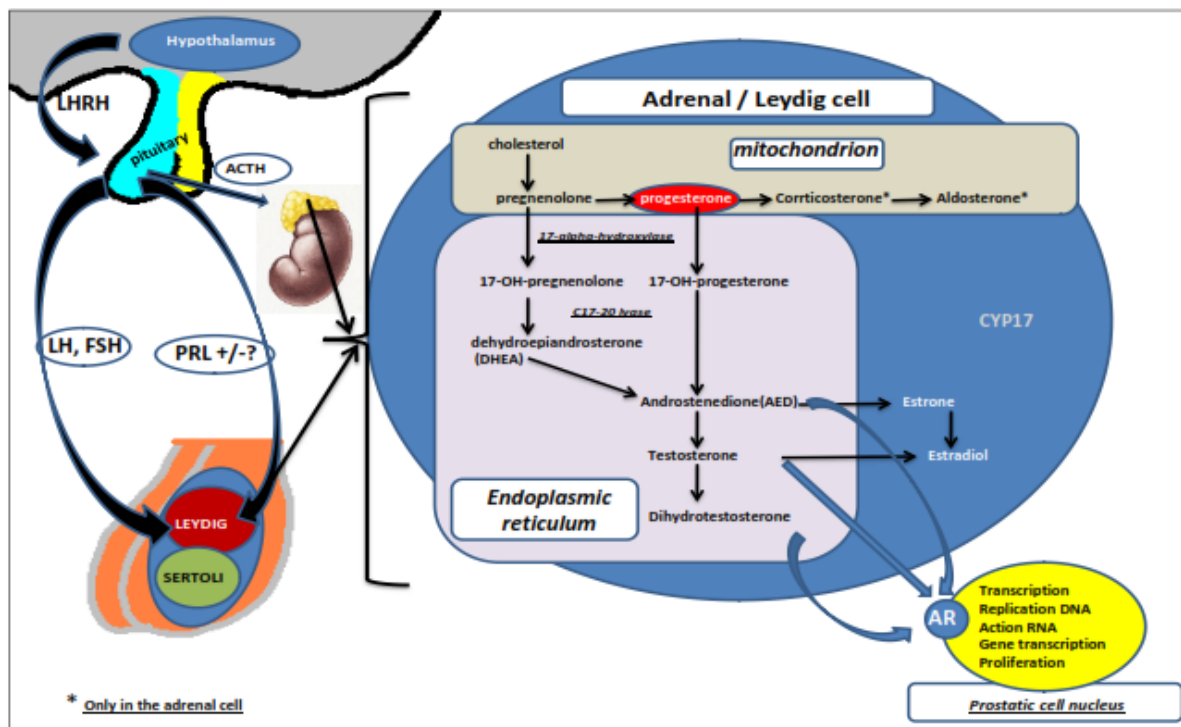 Hypothalamus
LHRH
pituitary
ACTH
LH, FSH
PRL +/-?
LEYDIG
SERTOLI
* Only in the adrenal cell
Adrenal / Leydig cell
mitochondrion
cholesterol
pregnenolone
progesterone
Corrticosterone*
Aldosterone*
17-alpha-hydroxylase
17-OH-pregnenolone
17-OH-progesterone
C17-20 lyase
CYP17
dehydroepiandrosterone
(DHEA)
Androstenedione(AED)
Estrone
Testosterone
Estradiol
Endoplasmic
reticulum
Dihydrotestosterone
AR
Transcription
Replication DNA
Action RNA
Gene transcription
Proliferation
Prostatic cell nucleus